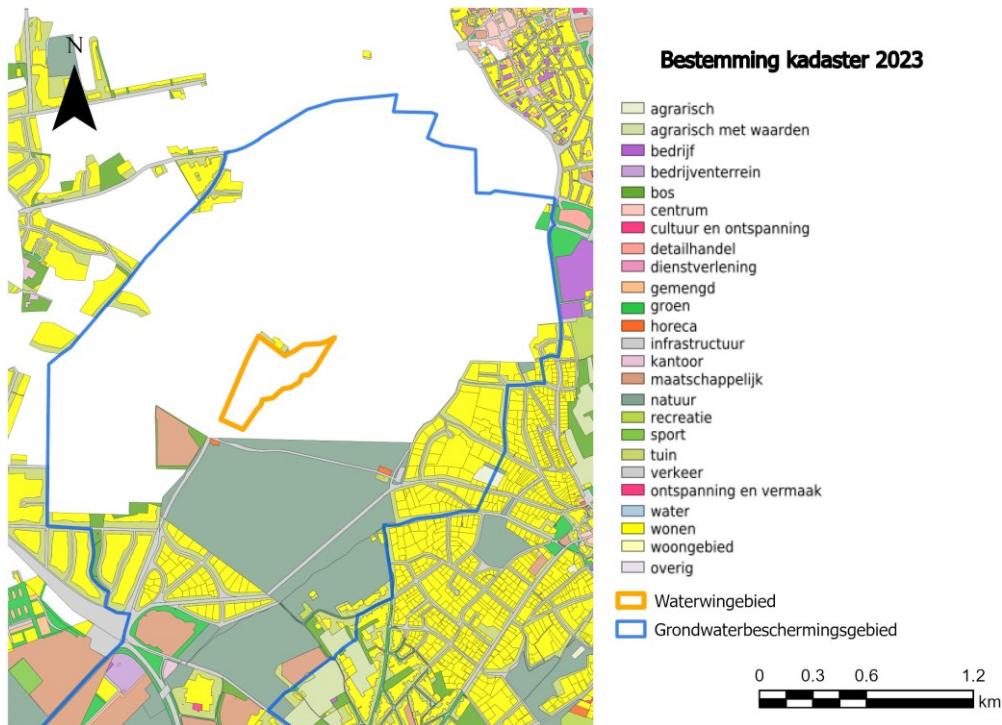 N
Bestemming kadaster 2023
agrarisch
agrarisch met waarden
bedrijf
bedrijventerrein
bos
centrum
cultuur en ontspanning
detailhandel
dienstverlening
gemengd
groen
horeca
infrastructuur
kantoor
maatschappelijk
natuur
recreatie
sport
tuin
verkeer
ontspanning en vermaak
water
wonen
woongebied
overig
Waterwingebied
Grondwaterbeschermingsgebied
0 0.3 0.6 1.2
km